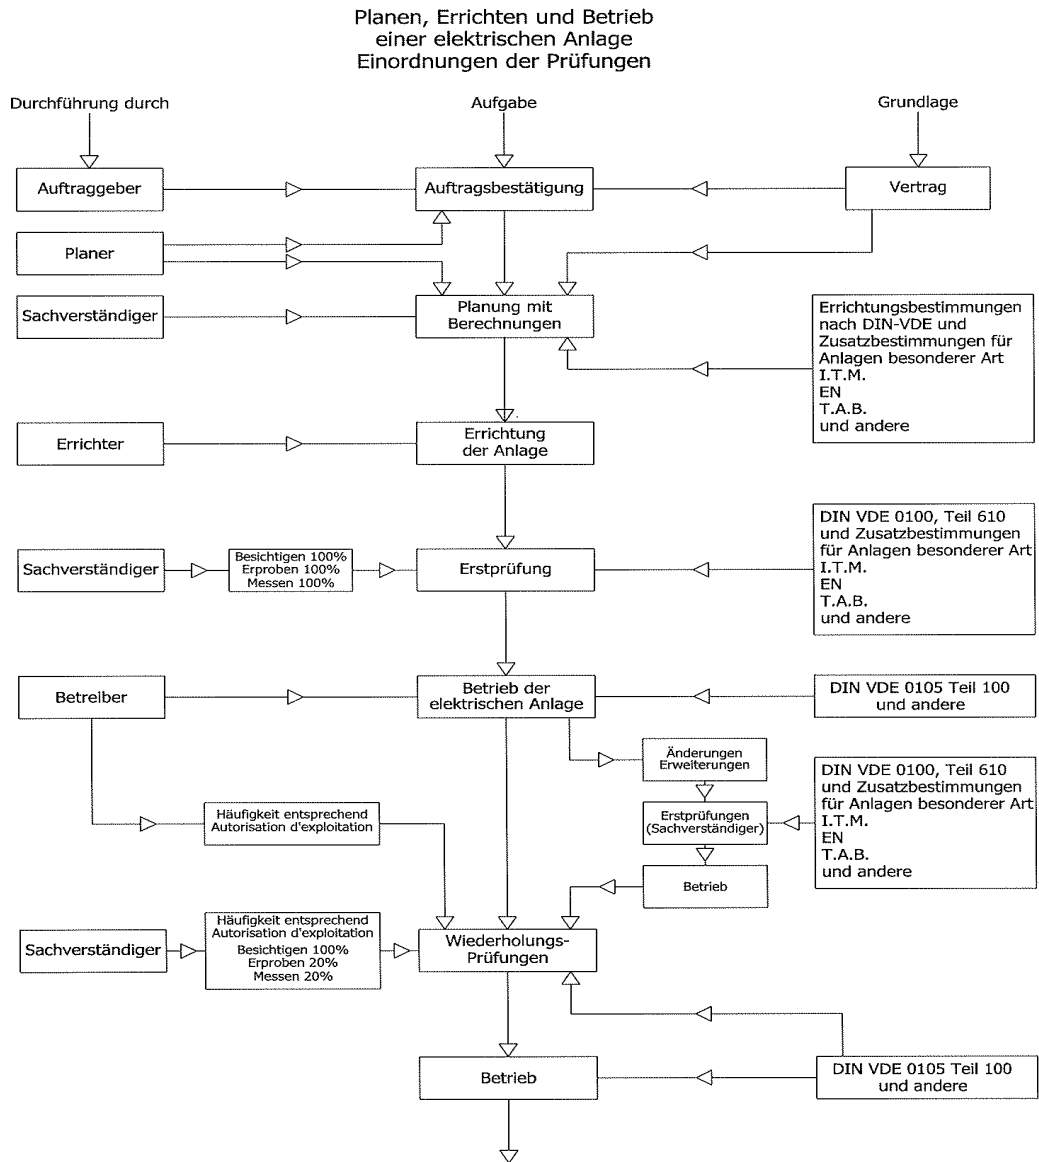 Planen, Errichten und Betrieb
einer elektrischen Anlage
Einordnungen der Prüfungen
Durchführung durch
Aufgabe
Grundlage
Auftraggeber
Auftragsbestätigung
Vertrag
Planer
Sachverständiger
Planung mit
Berechnungen
Errichtungsbestimmungen
nach DIN-VDE und
Zusatzbestimmungen für
Anlagen besonderer Art
I.T.M.
EN
T.A.B.
und andere
Errichter
Errichtung
der Anlage
Sachverständiger
Besichtigen 100%
Erproben 100%
Messen 100%
Erstprüfung
DIN VDE 0100, Teil 610
und Zusatzbestimmungen
für Anlagen besonderer Art
I.T.M.
EN
T.A.B.
und andere
Betreiber
Betrieb der
elektrischen Anlage
DIN VDE 0105 Teil 100
und andere
Änderungen
Erweiterungen
Häufigkeit entsprechend
Autorisation d'exploitation
Erstprüfungen
(Sachverständiger)
DIN VDE 0100, Teil 610
und Zusatzbestimmungen
für Anlagen besonderer Art
I.T.M.
EN
T.A.B.
und andere
Betrieb
Sachverständiger
Häufigkeit entsprechend
Autorisation d'exploitation
Besichtigen 100%
Erproben 20%
Messen 20%
Wiederholungs-
Prüfungen
Betrieb
DIN VDE 0105 Teil 100
und andere